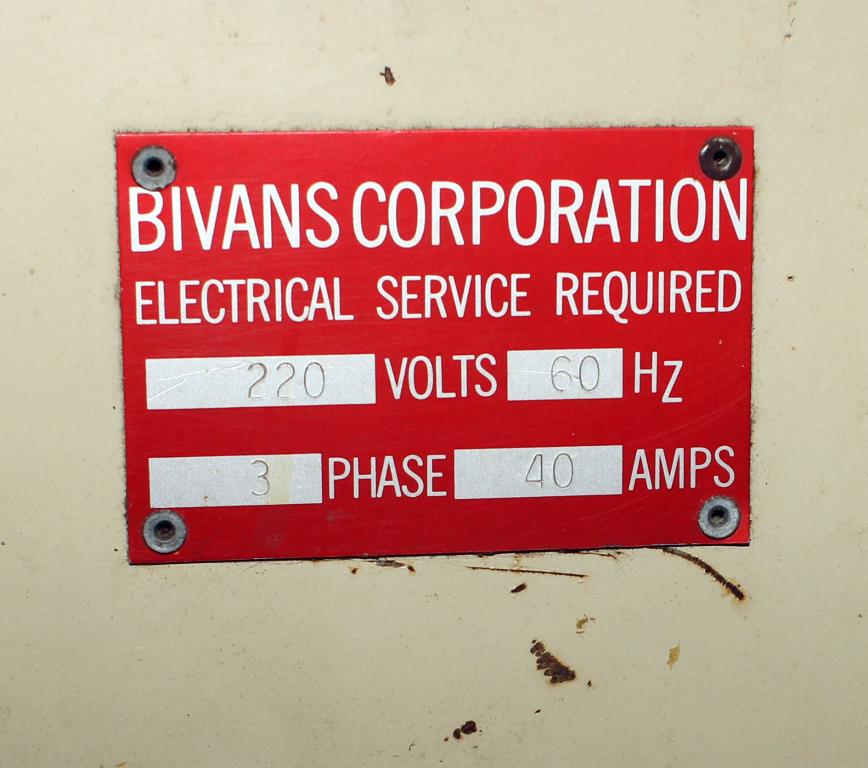 BIVANS CORPORATION
ELECTRICAL SERVICE REQUIRED
220 VOLTS 60 HZ
3 PHASE 40 AMPS